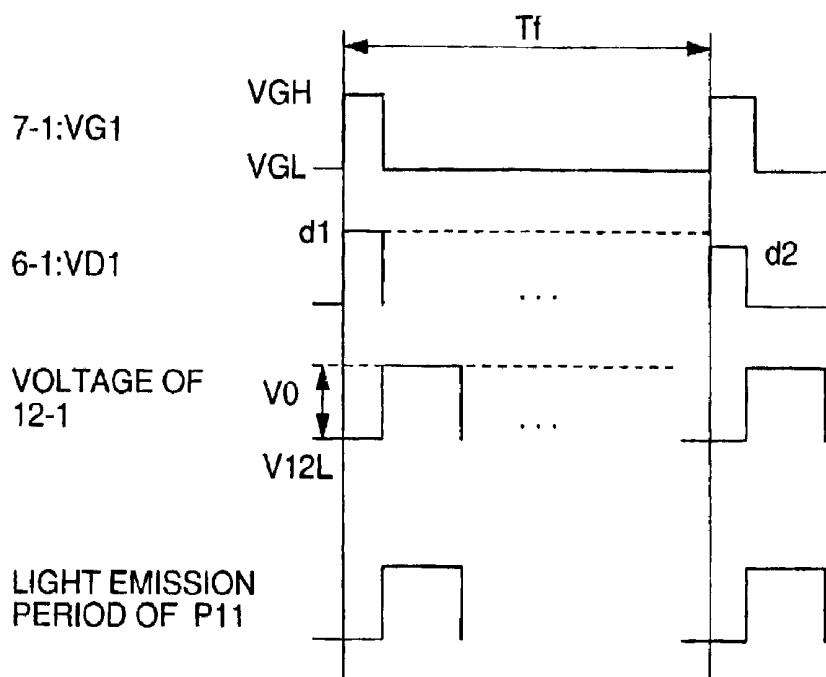 Tf
VGH
7-1:VG1
VGL
d1
6-1:VD1
d2
...
VOLTAGE OF
12-1
V0
...
V12L
LIGHT EMISSION
PERIOD OF P11